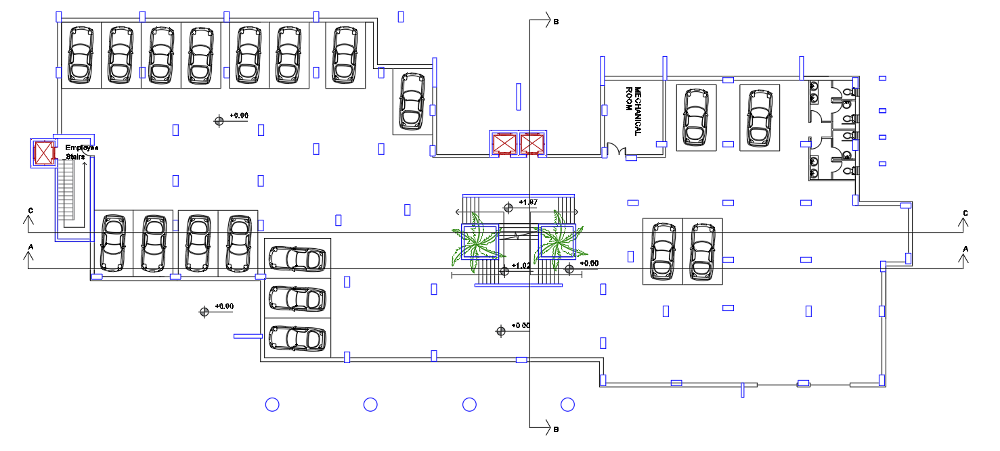 B
MECHANICAL
ROOM
+0.00
Employee
Stairs
+1.87
C
C
A
A
+1.02
+0.00
+0.00
+0.00
B